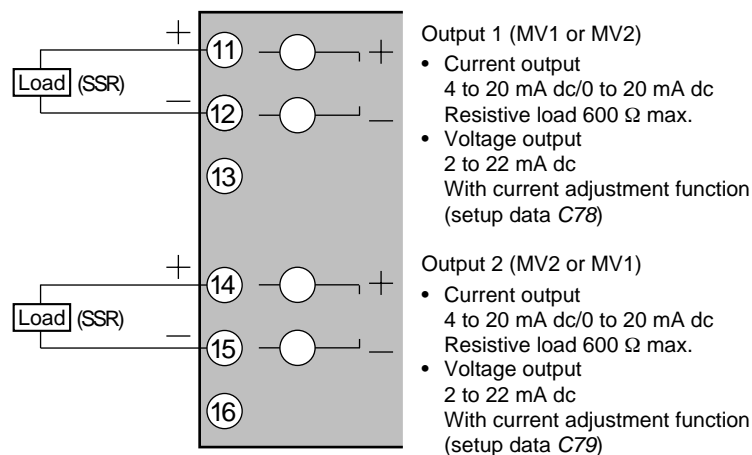 +
11
+
Load (SSR)
−
12
—
13
+
14
+
Load (SSR)
—
15
—
16
Output 1 (MV1 or MV2)
• Current output
4 to 20 mA dc/0 to 20 mA dc
Resistive load 600 Ω max.
• Voltage output
2 to 22 mA dc
With current adjustment function
(setup data C78)
Output 2 (MV2 or MV1)
• Current output
4 to 20 mA dc/0 to 20 mA dc
Resistive load 600 Ω max.
• Voltage output
2 to 22 mA dc
With current adjustment function
(setup data C79)